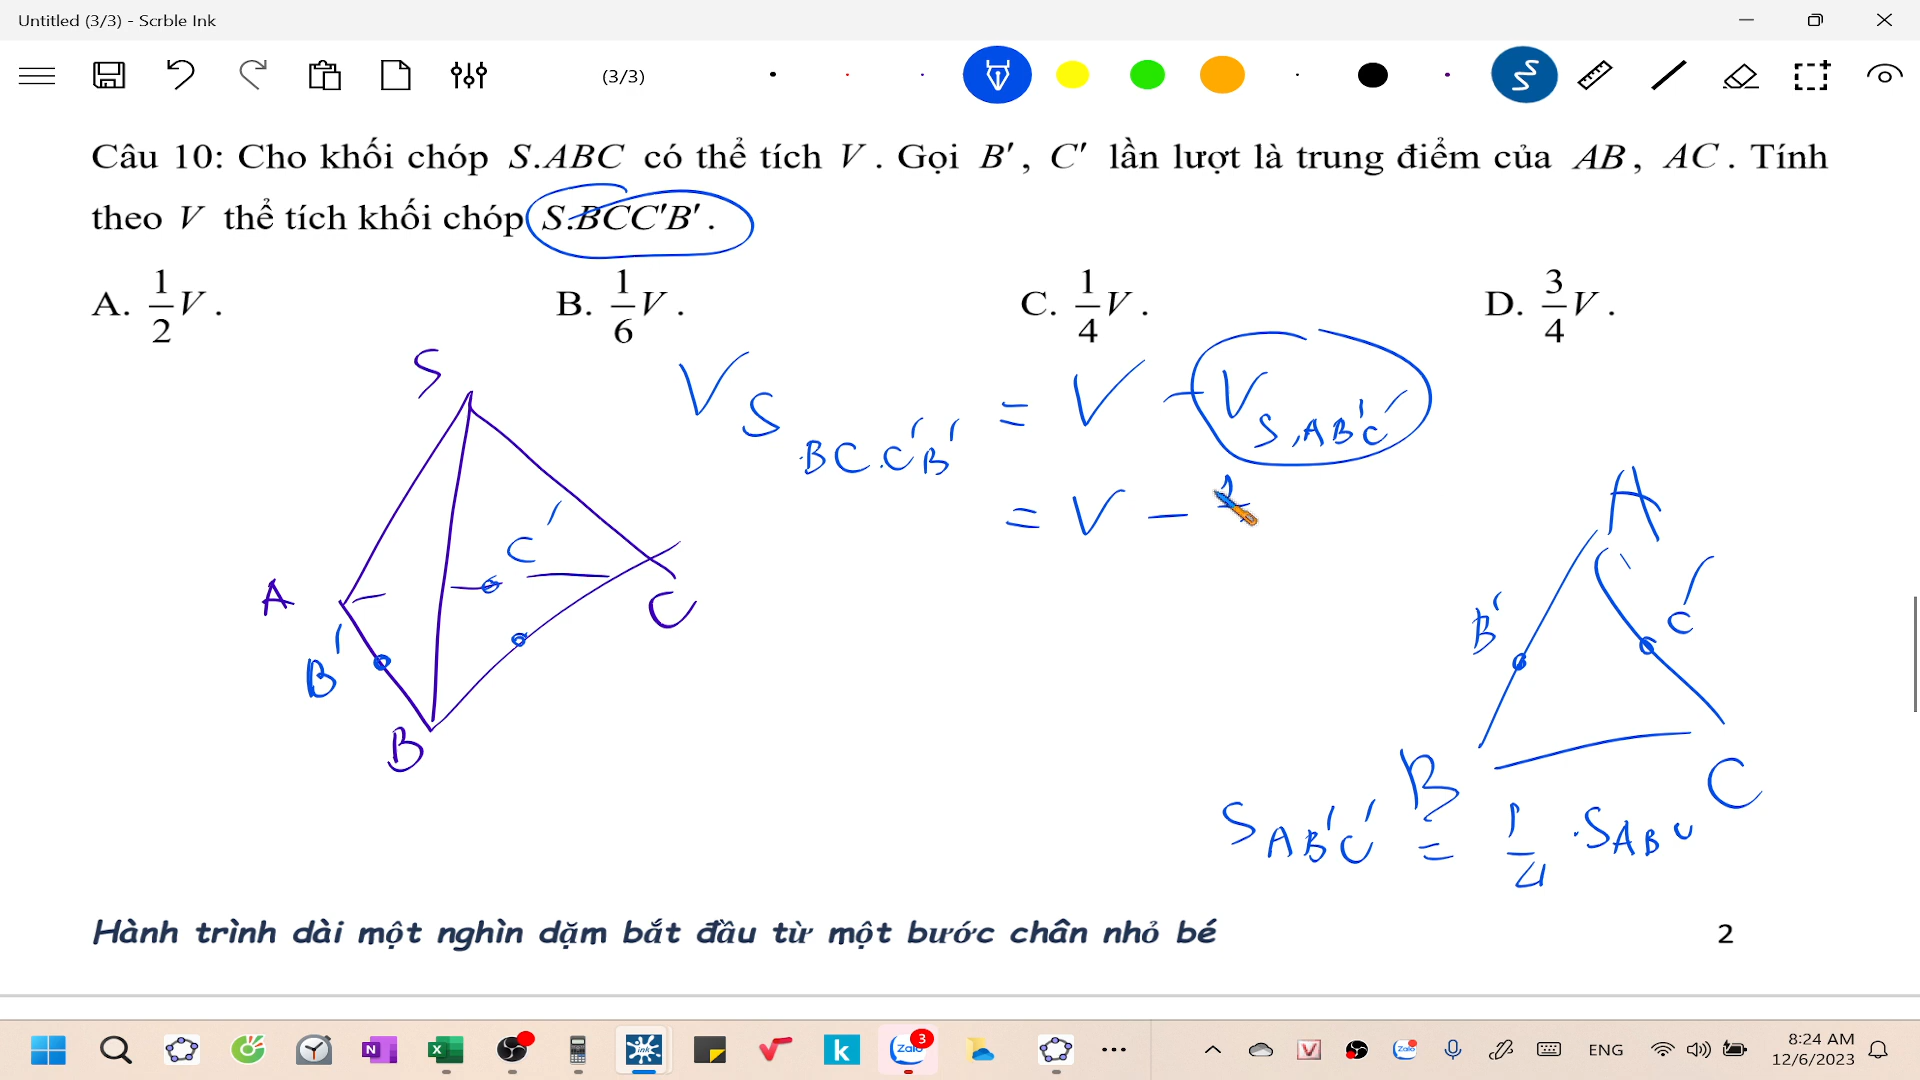 Untitled (3/3) - Scrble Ink
(3/3)
Câu 10: Cho khối chóp S.ABC có thể tích V . Gọi B′, C′ lần lượt là trung điểm của AB, AC. Tính
theo V thể tích khối chóp S.BCC′B′.
A. 1/2 V .
B. 1/6 V .
C. 1/4 V .
D. 3/4 V .
S
A
B′
B
C′
C
V S.BC.C′B′ = V - V S.AB′C′
= V -
A
B′
C′
B
C
S AB′C′ = 1/4 . S ABC
Hành trình dài một nghìn dặm bắt đầu từ một bước chân nhỏ bé
2
Zalo
3
ENG
8:24 AM
12/6/2023